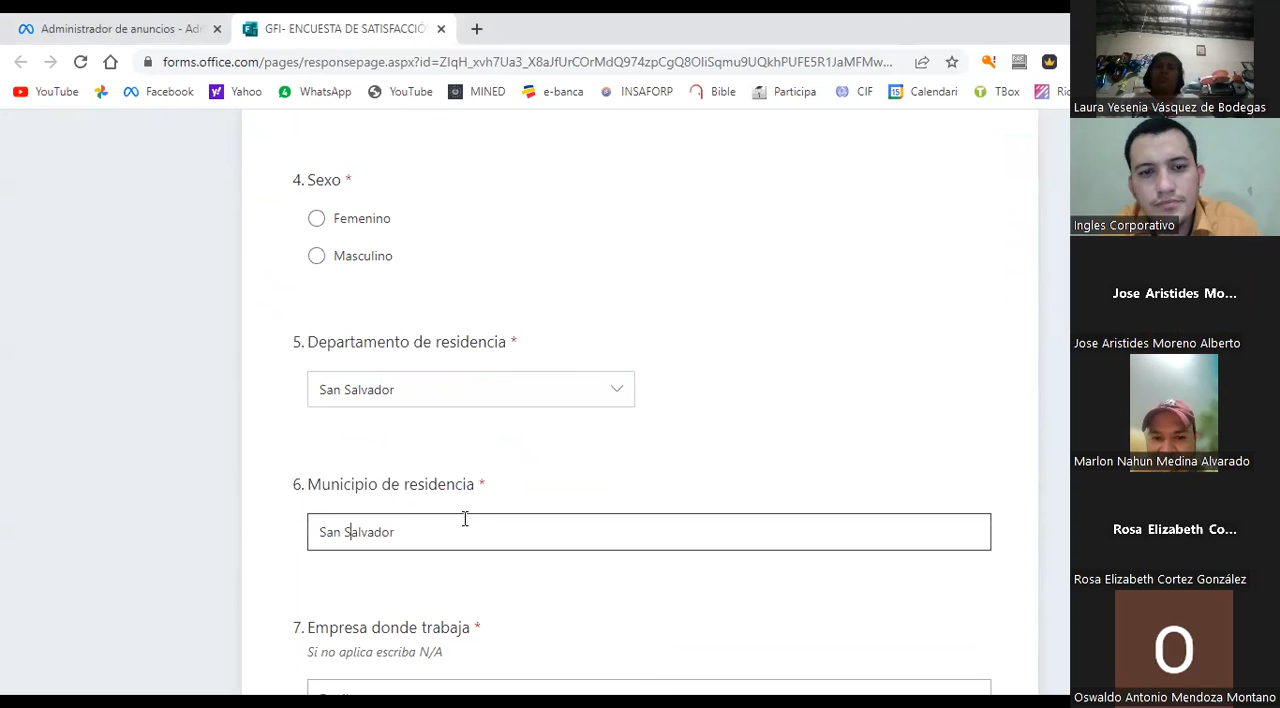 Administrador de anuncios - Adm
GFI- ENCUESTA DE SATISFACCIÓ
forms.office.com/pages/responsepage.aspx?id=ZIqH_xvh7Ua3_X8aJfUrCOrMdQ974zpCgQ8OliSqmu9UQkhPUFE5R1JaMFMw...
YouTube
Facebook
Yahoo
WhatsApp
YouTube
MINED
e-banca
INSAFORP
Bible
Participa
CIF
Calendari
TBox
4. Sexo *
Femenino
Masculino
5. Departamento de residencia *
San Salvador
6. Municipio de residencia *
San Salvador
7. Empresa donde trabaja *
Si no aplica escriba N/A
Laura Yesenia Vásquez de Bodegas
Ingles Corporativo
Jose Aristides Mo...
Jose Aristides Moreno Alberto
Marlon Nahun Medina Alvarado
Rosa Elizabeth Co...
Rosa Elizabeth Cortez González
O
Oswaldo Antonio Mendoza Montano